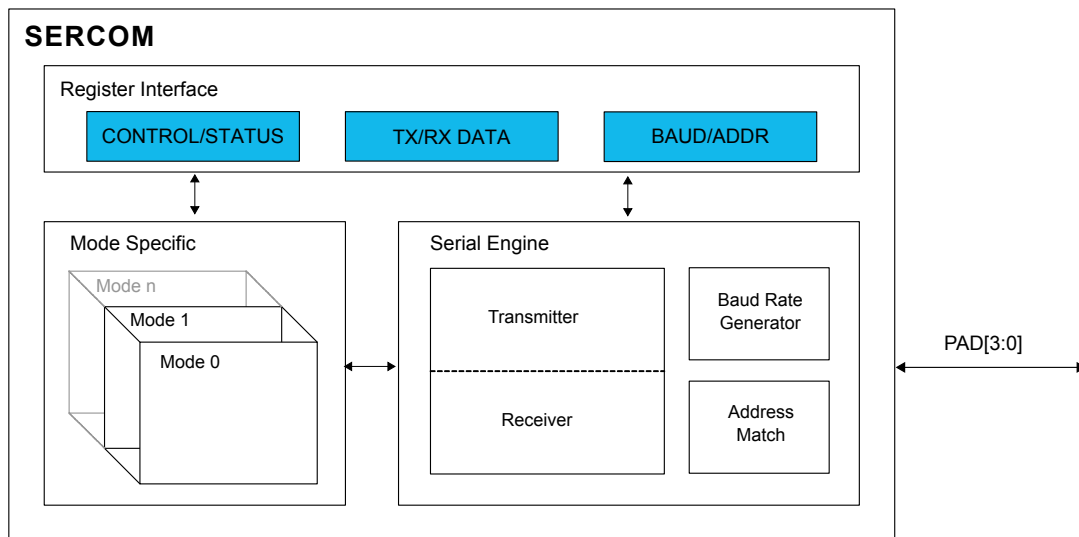 SERCOM
Register Interface
CONTROL/STATUS
TX/RX DATA
BAUD/ADDR
Mode Specific
Mode n
Mode 1
Mode 0
Serial Engine
Transmitter
Receiver
Baud Rate
Generator
Address
Match
PAD[3:0]